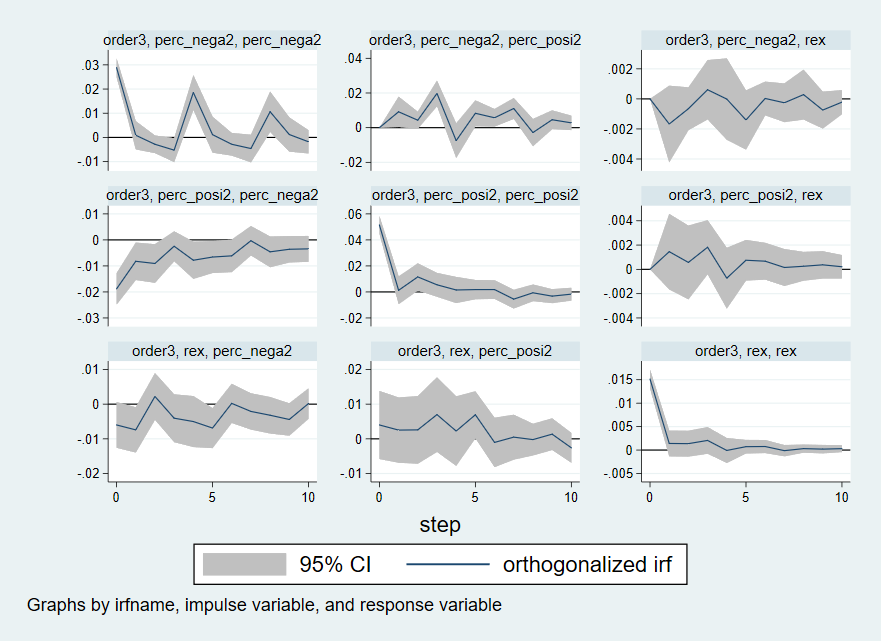 order3, perc_nega2, perc_nega2
order3, perc_nega2, perc_posi2
order3, perc_nega2, rex
.03
.02
.01
0
-.01
.04
.02
0
-.02
.002
0
-.002
-.004
order3, perc_posi2, perc_nega2
order3, perc_posi2, perc_posi2
order3, perc_posi2, rex
.01
0
-.01
-.02
-.03
.06
.04
.02
0
-.02
.004
.002
0
-.002
-.004
order3, rex, perc_nega2
order3, rex, perc_posi2
order3, rex, rex
.01
0
-.01
-.02
.02
.01
0
-.01
.015
.01
.005
0
-.005
0 5 10
0 5 10
0 5 10
step
95% CI orthogonalized irf
Graphs by irfname, impulse variable, and response variable